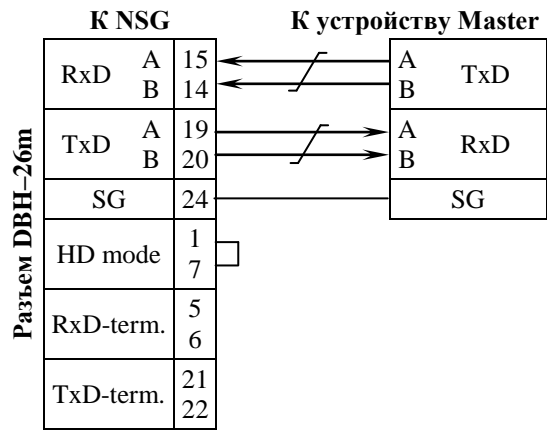 К NSG К устройству Master
RxD A 15 A TxD
B 14 B
TxD A 19 A RxD
B 20 B
SG 24 SG
HD mode 1
7
RxD-term. 5
6
TxD-term. 21
22
Разъем DBH–26m